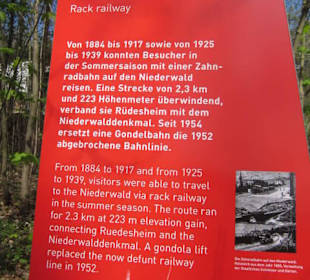 Rack railway
Von 1884 bis 1917 sowie von 1925
bis 1939 konnten Besucher in
der Sommersaison mit einer Zahn-
radbahn auf den Niederwald
reisen. Eine Strecke von 2,3 km
und 223 Höhenmeter überwindend,
verband sie Rüdesheim mit dem
Niederwalddenkmal. Seit 1954
ersetzt eine Gondelbahn die 1952
abgebrochene Bahnlinie.
From 1884 to 1917 and from 1925
to 1939, visitors were able to travel
to the Niederwald via rack railway
in the summer season. The route ran
for 2.3 km at 223 m elevation gain,
connecting Ruedesheim and the
Niederwalddenkmal. A gondola lift
replaced the now defunt railway
line in 1952.
Die Zahnradbahn auf den Niederwald.